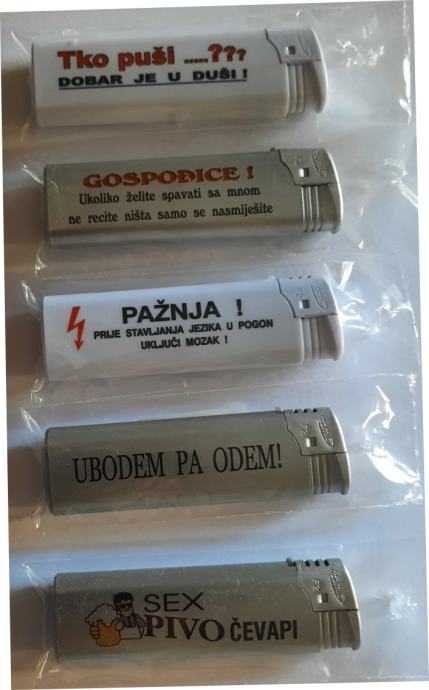 Tko puši .....???
DOBAR JE U DUŠI !
GOSPOĐICE !
Ukoliko želite spavati sa mnom
ne recite ništa samo se nasmiješite
PAŽNJA !
PRIJE STAVLJANJA JEZIKA U POGON
UKLJUČI MOZAK !
UBODEM PA ODEM!
SEX
PIVO ČEVAPI